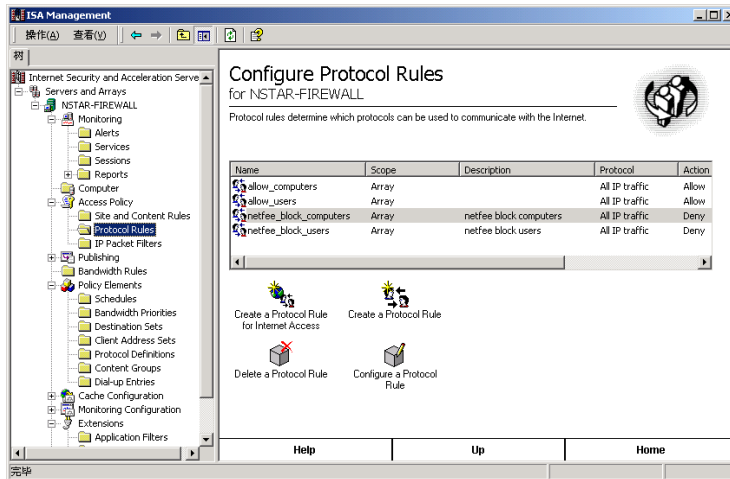 ISA Management
操作(A) 查看(V)
树
Internet Security and Acceleration Serve
Servers and Arrays
NSTAR-FIREWALL
Monitoring
Alerts
Services
Sessions
Reports
Computer
Access Policy
Site and Content Rules
Protocol Rules
IP Packet Filters
Publishing
Bandwidth Rules
Policy Elements
Schedules
Bandwidth Priorities
Destination Sets
Client Address Sets
Protocol Definitions
Content Groups
Dial-up Entries
Cache Configuration
Monitoring Configuration
Extensions
Application Filters
Configure Protocol Rules
for NSTAR-FIREWALL
Protocol rules determine which protocols can be used to communicate with the Internet.
Name Scope Description Protocol Action
allow_computers Array All IP traffic Allow
allow_users Array All IP traffic Allow
netfee_block_computers Array netfee block computers All IP traffic Deny
netfee_block_users Array netfee block users All IP traffic Deny
Create a Protocol Rule
for Internet Access
Create a Protocol Rule
Delete a Protocol Rule
Configure a Protocol
Rule
Help Up Home
完毕